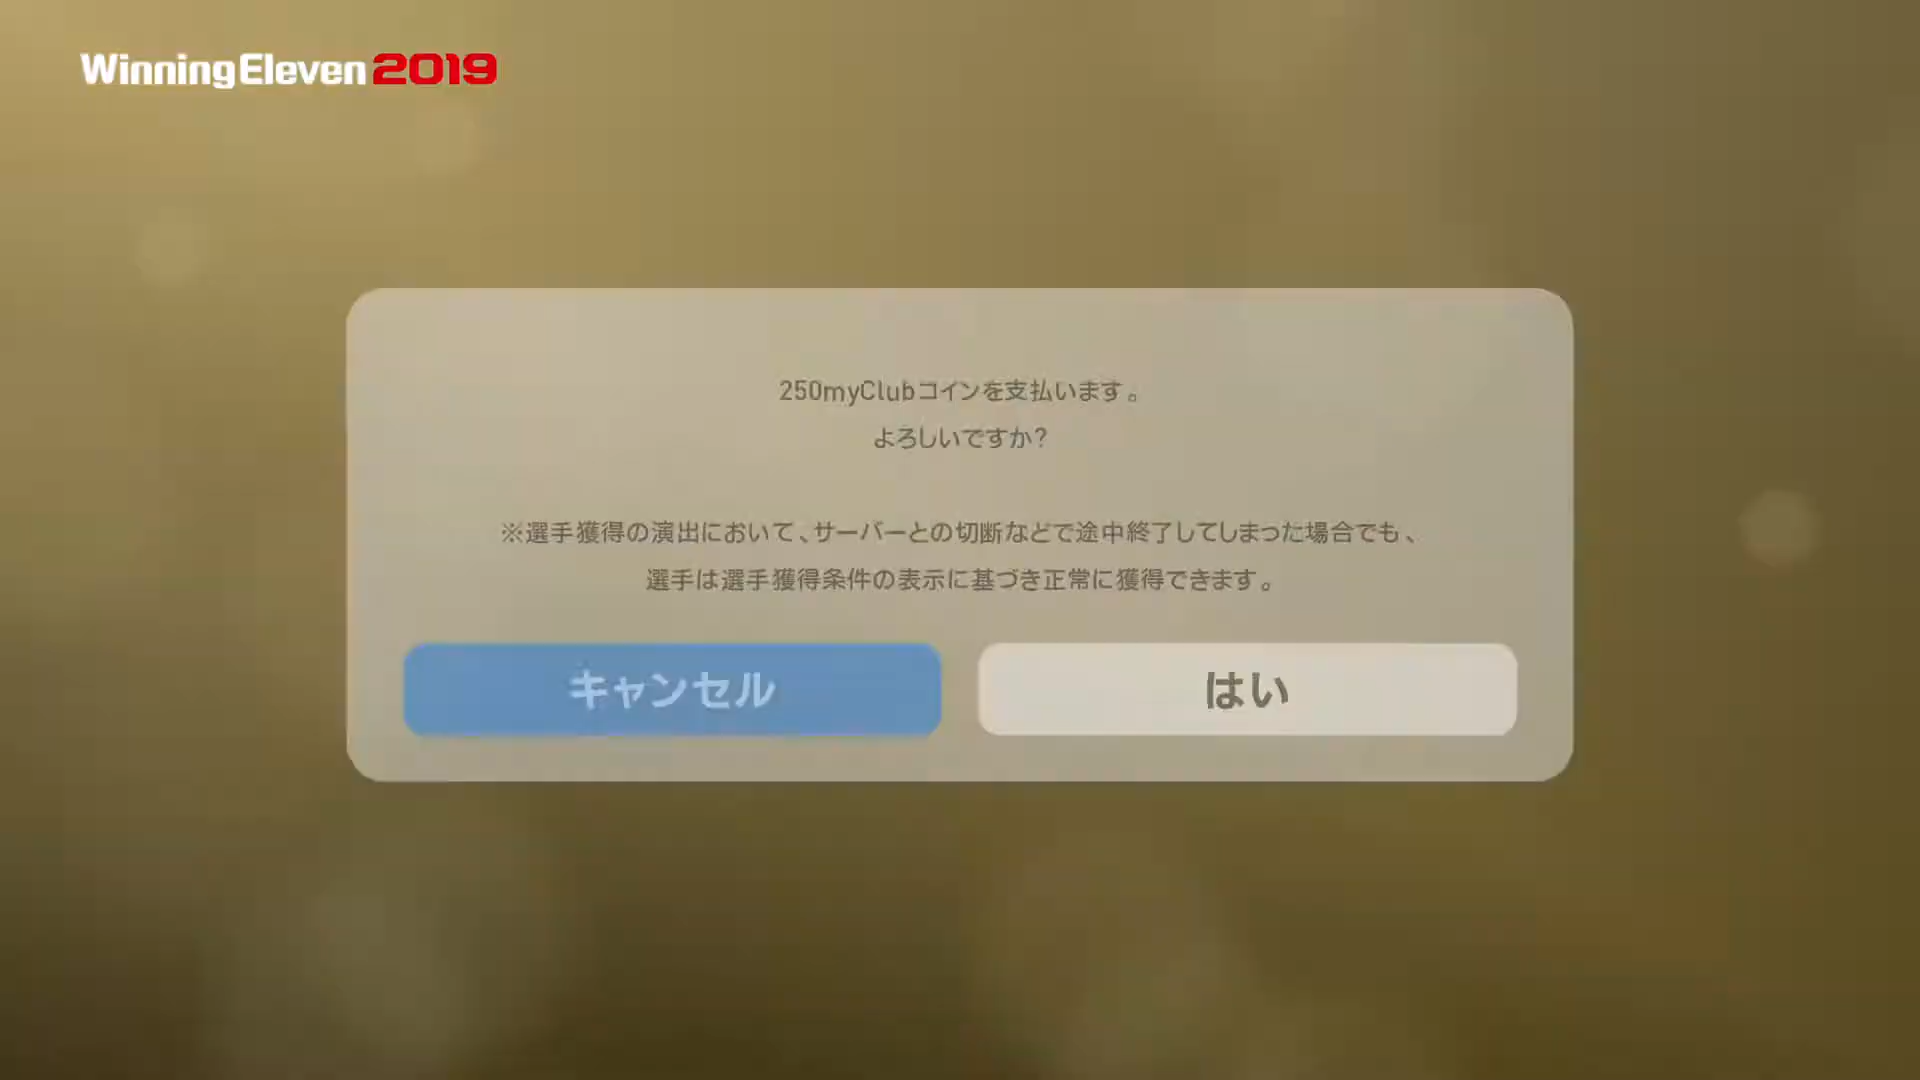 WinningEleven 2019
250myClubコインを支払います。
よろしいですか?
※選手獲得の演出において、サーバーとの切断などで途中終了してしまった場合でも、
選手は選手獲得条件の表示に基づき正常に獲得できます。
キャンセル
はい